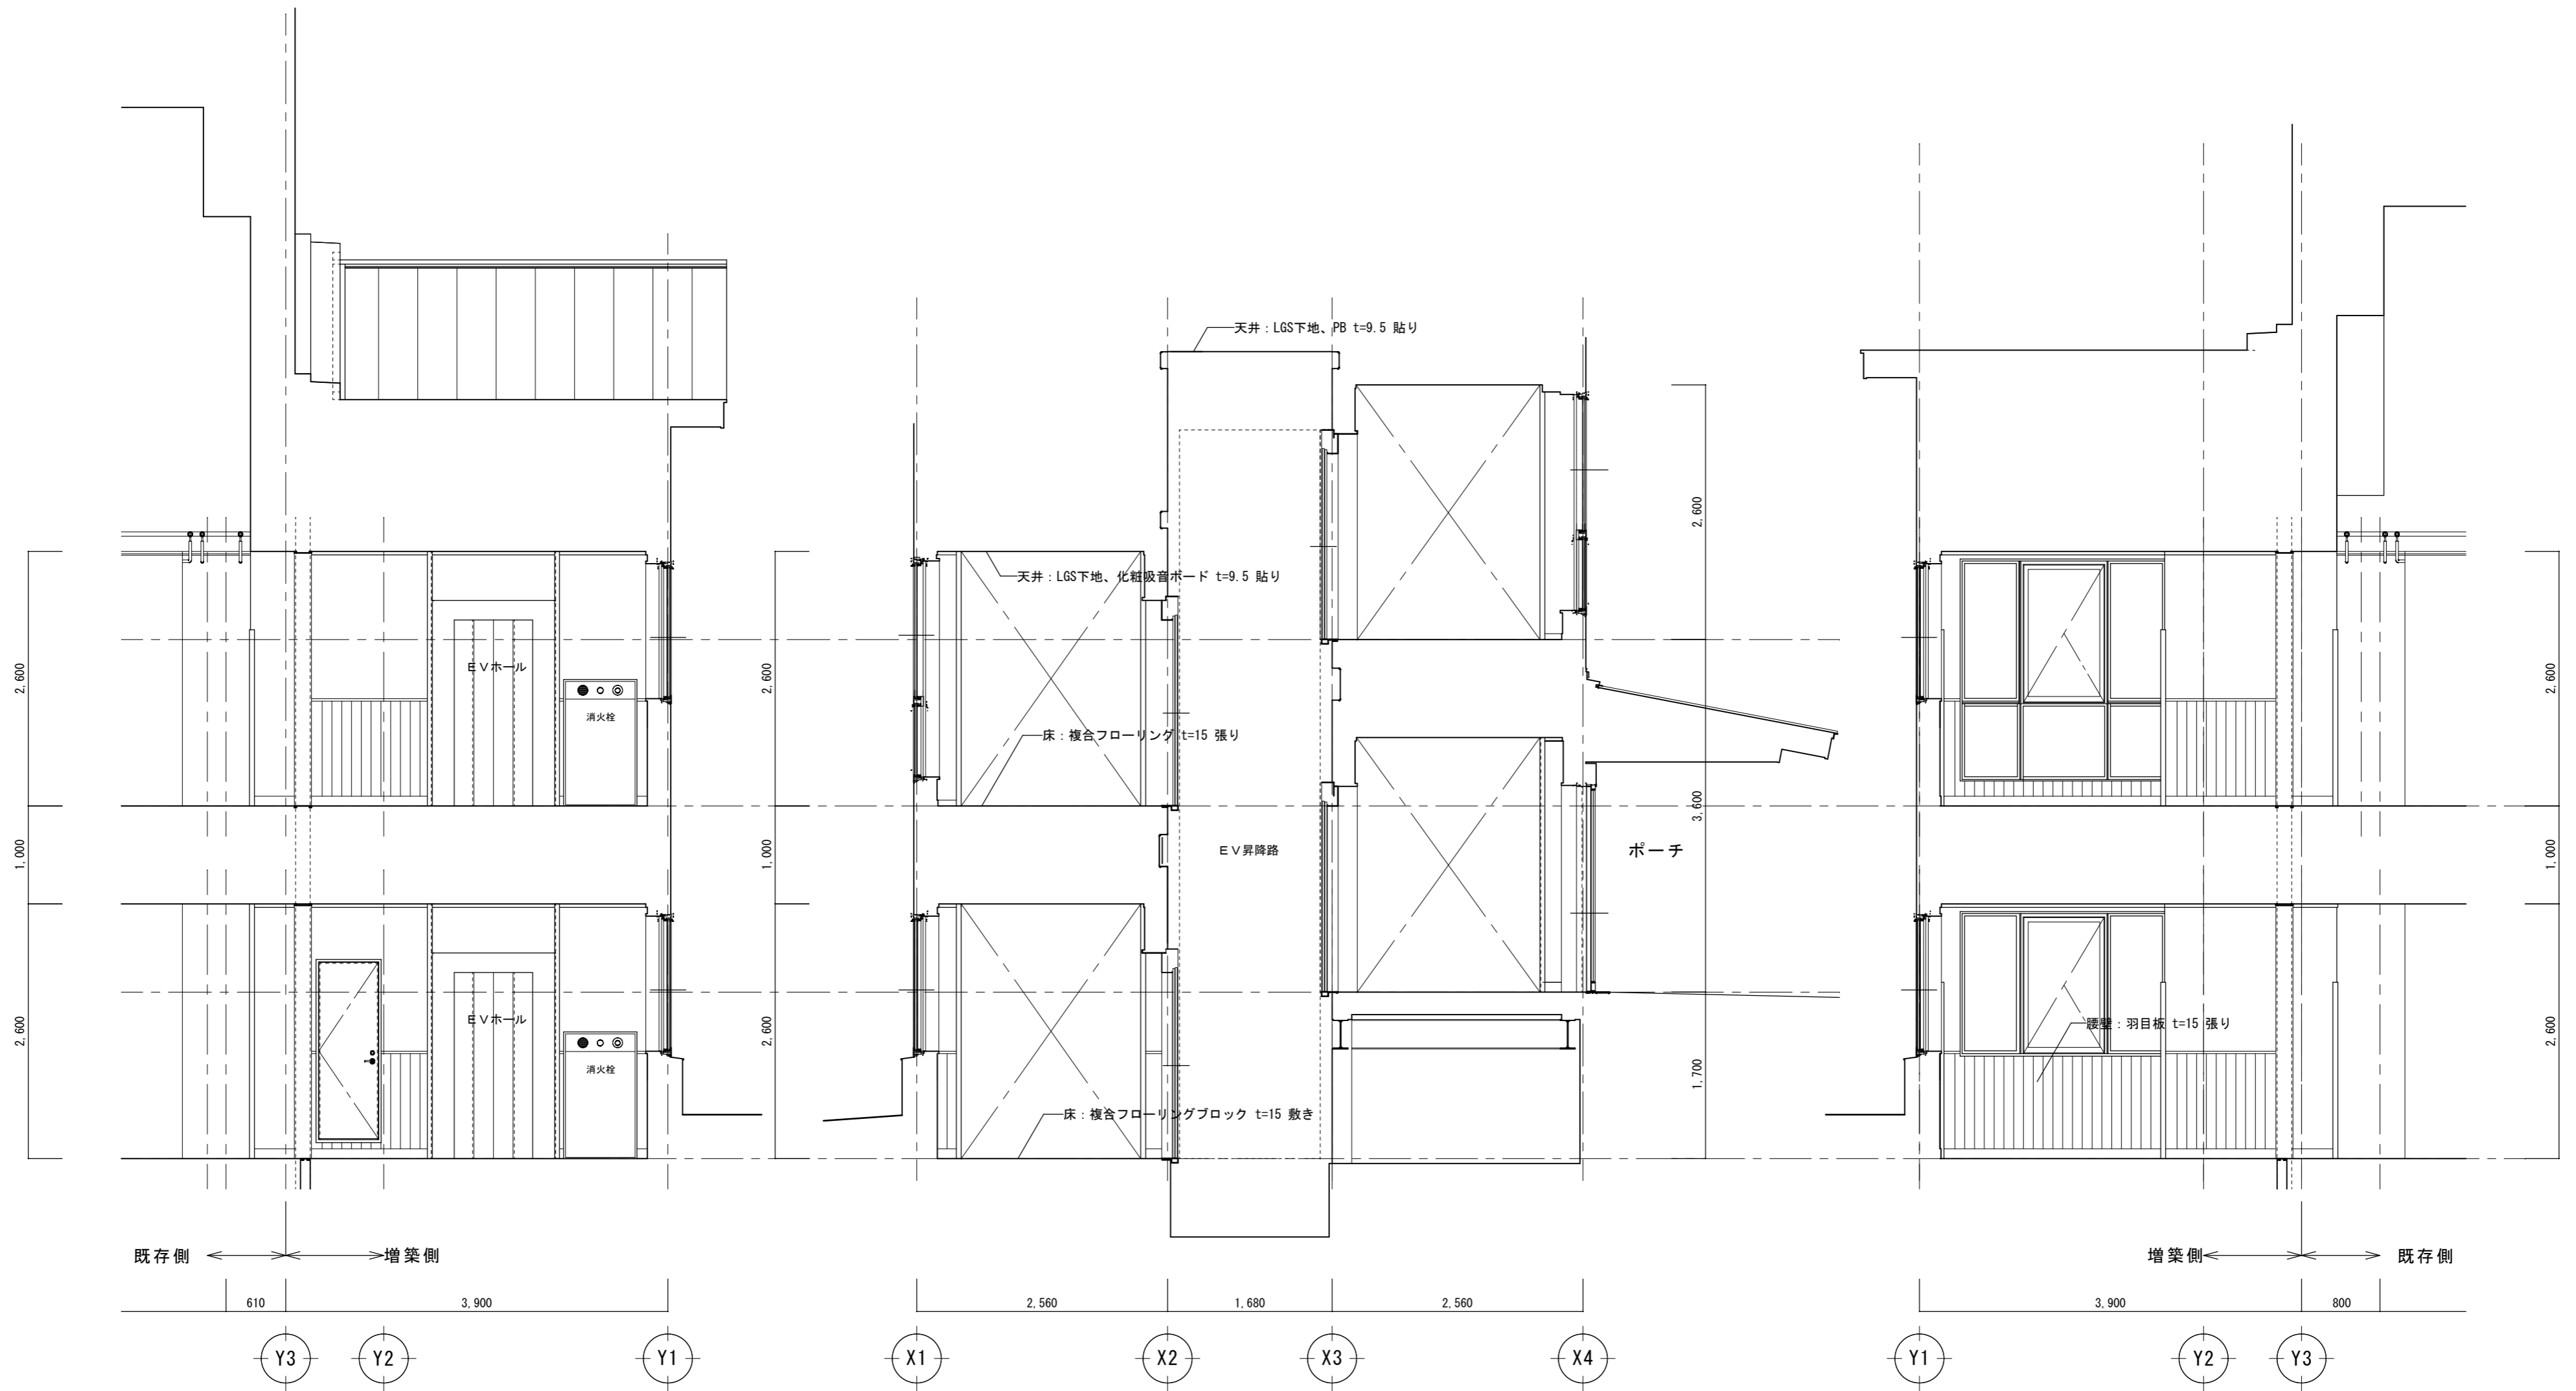 天井：LGS下地、PB t=9.5 貼り
天井：LGS下地、化粧吸音ボード t=9.5 貼り
2,600
2,600
2,600
2,600
EVホール
消火栓
床：複合フローリング t=15 張り
1,000
1,000
EV昇降路
3,600
ポーチ
1,000
2,600
2,600
EVホール
消火栓
腰壁：羽目板 t=15 張り
2,600
1,700
床：複合フローリングブロック t=15 敷き
既存側
増築側
増築側
既存側
610
3,900
2,560
1,680
2,560
3,900
800
Y3
Y2
Y1
X1
X2
X3
X4
Y1
Y2
Y3